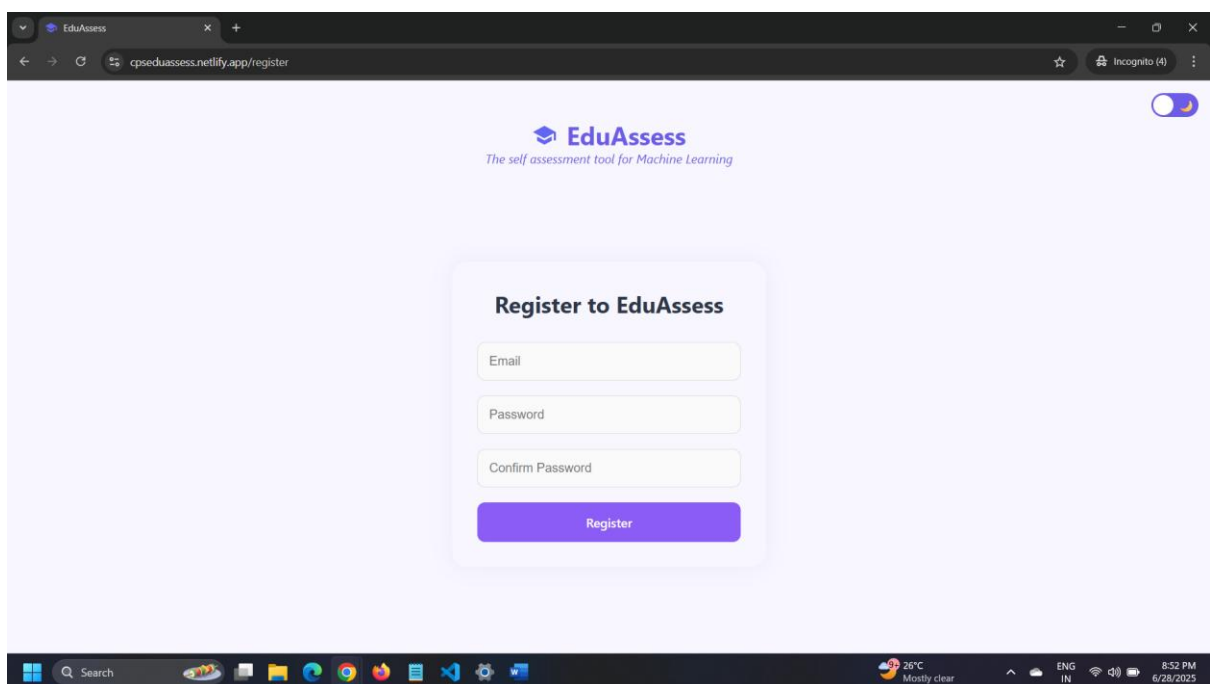 EduAssess
cpseduassess.netlify.app/register
Incognito (4)
EduAssess
The self assessment tool for Machine Learning
Register to EduAssess
Email
Password
Confirm Password
Register
Search
9+
26°C
Mostly clear
ENG
IN
8:52 PM
6/28/2025